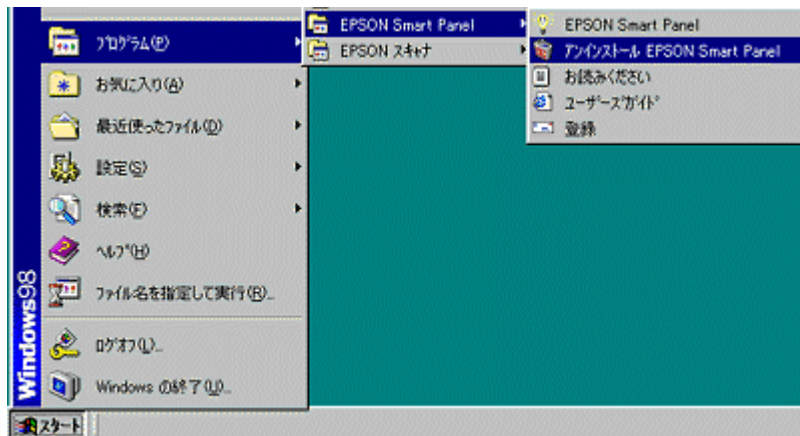 プログラム(P)
お気に入り(A)
最近使ったファイル(D)
設定(S)
検索(F)
ヘルプ(H)
ファイル名を指定して実行(R)...
ログオフ(L)...
Windows の終了(U)...
Windows98
スタート
EPSON Smart Panel
EPSON スキャナ
EPSON Smart Panel
アンインストール EPSON Smart Panel
お読みください
ユーザーズガイド
登録